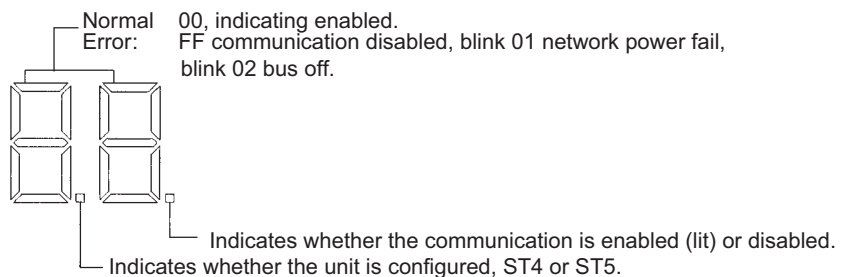 Normal 00, indicating enabled.
Error: FF communication disabled, blink 01 network power fail,
blink 02 bus off.
Indicates whether the communication is enabled (lit) or disabled.
Indicates whether the unit is configured, ST4 or ST5.